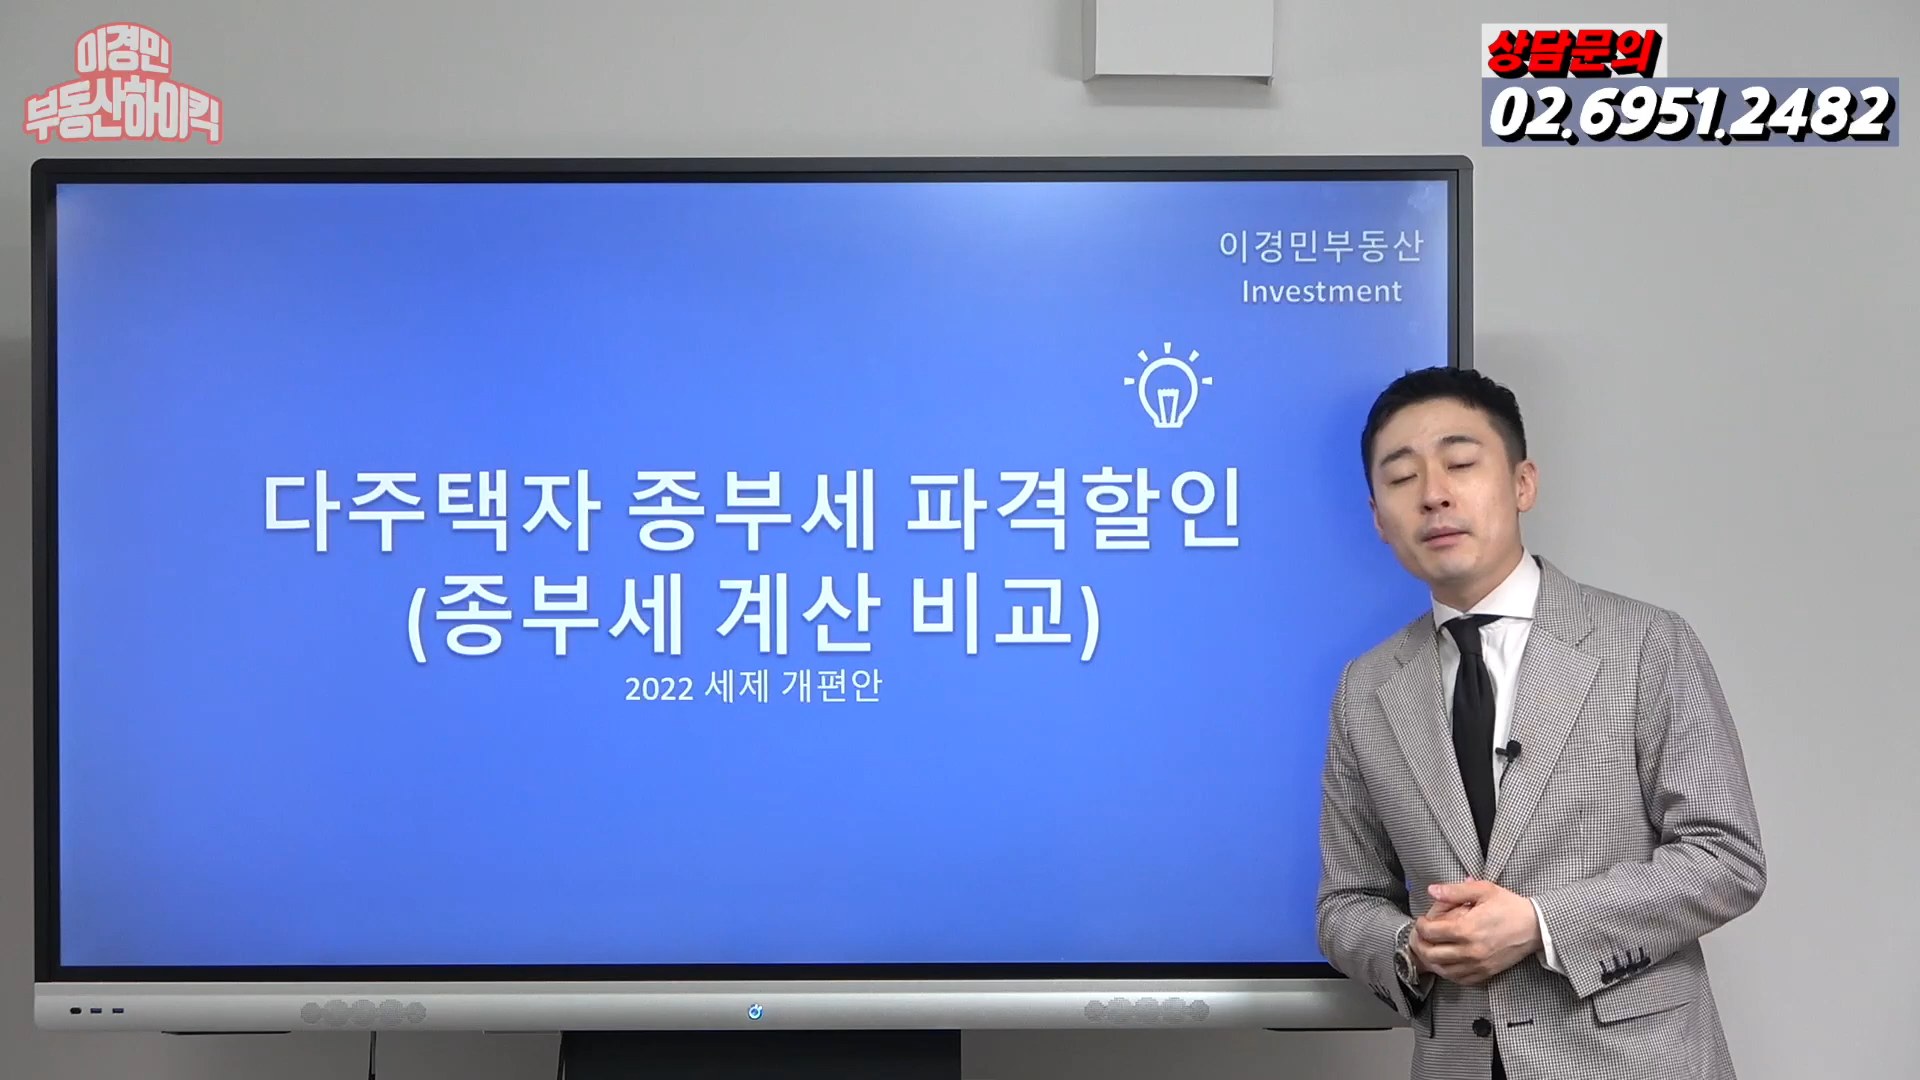 이경민
부동산하이킥
상담문의
02.6951.2482
이경민부동산
Investment
다주택자 종부세 파격할인
(종부세 계산 비교)
2022 세제 개편안